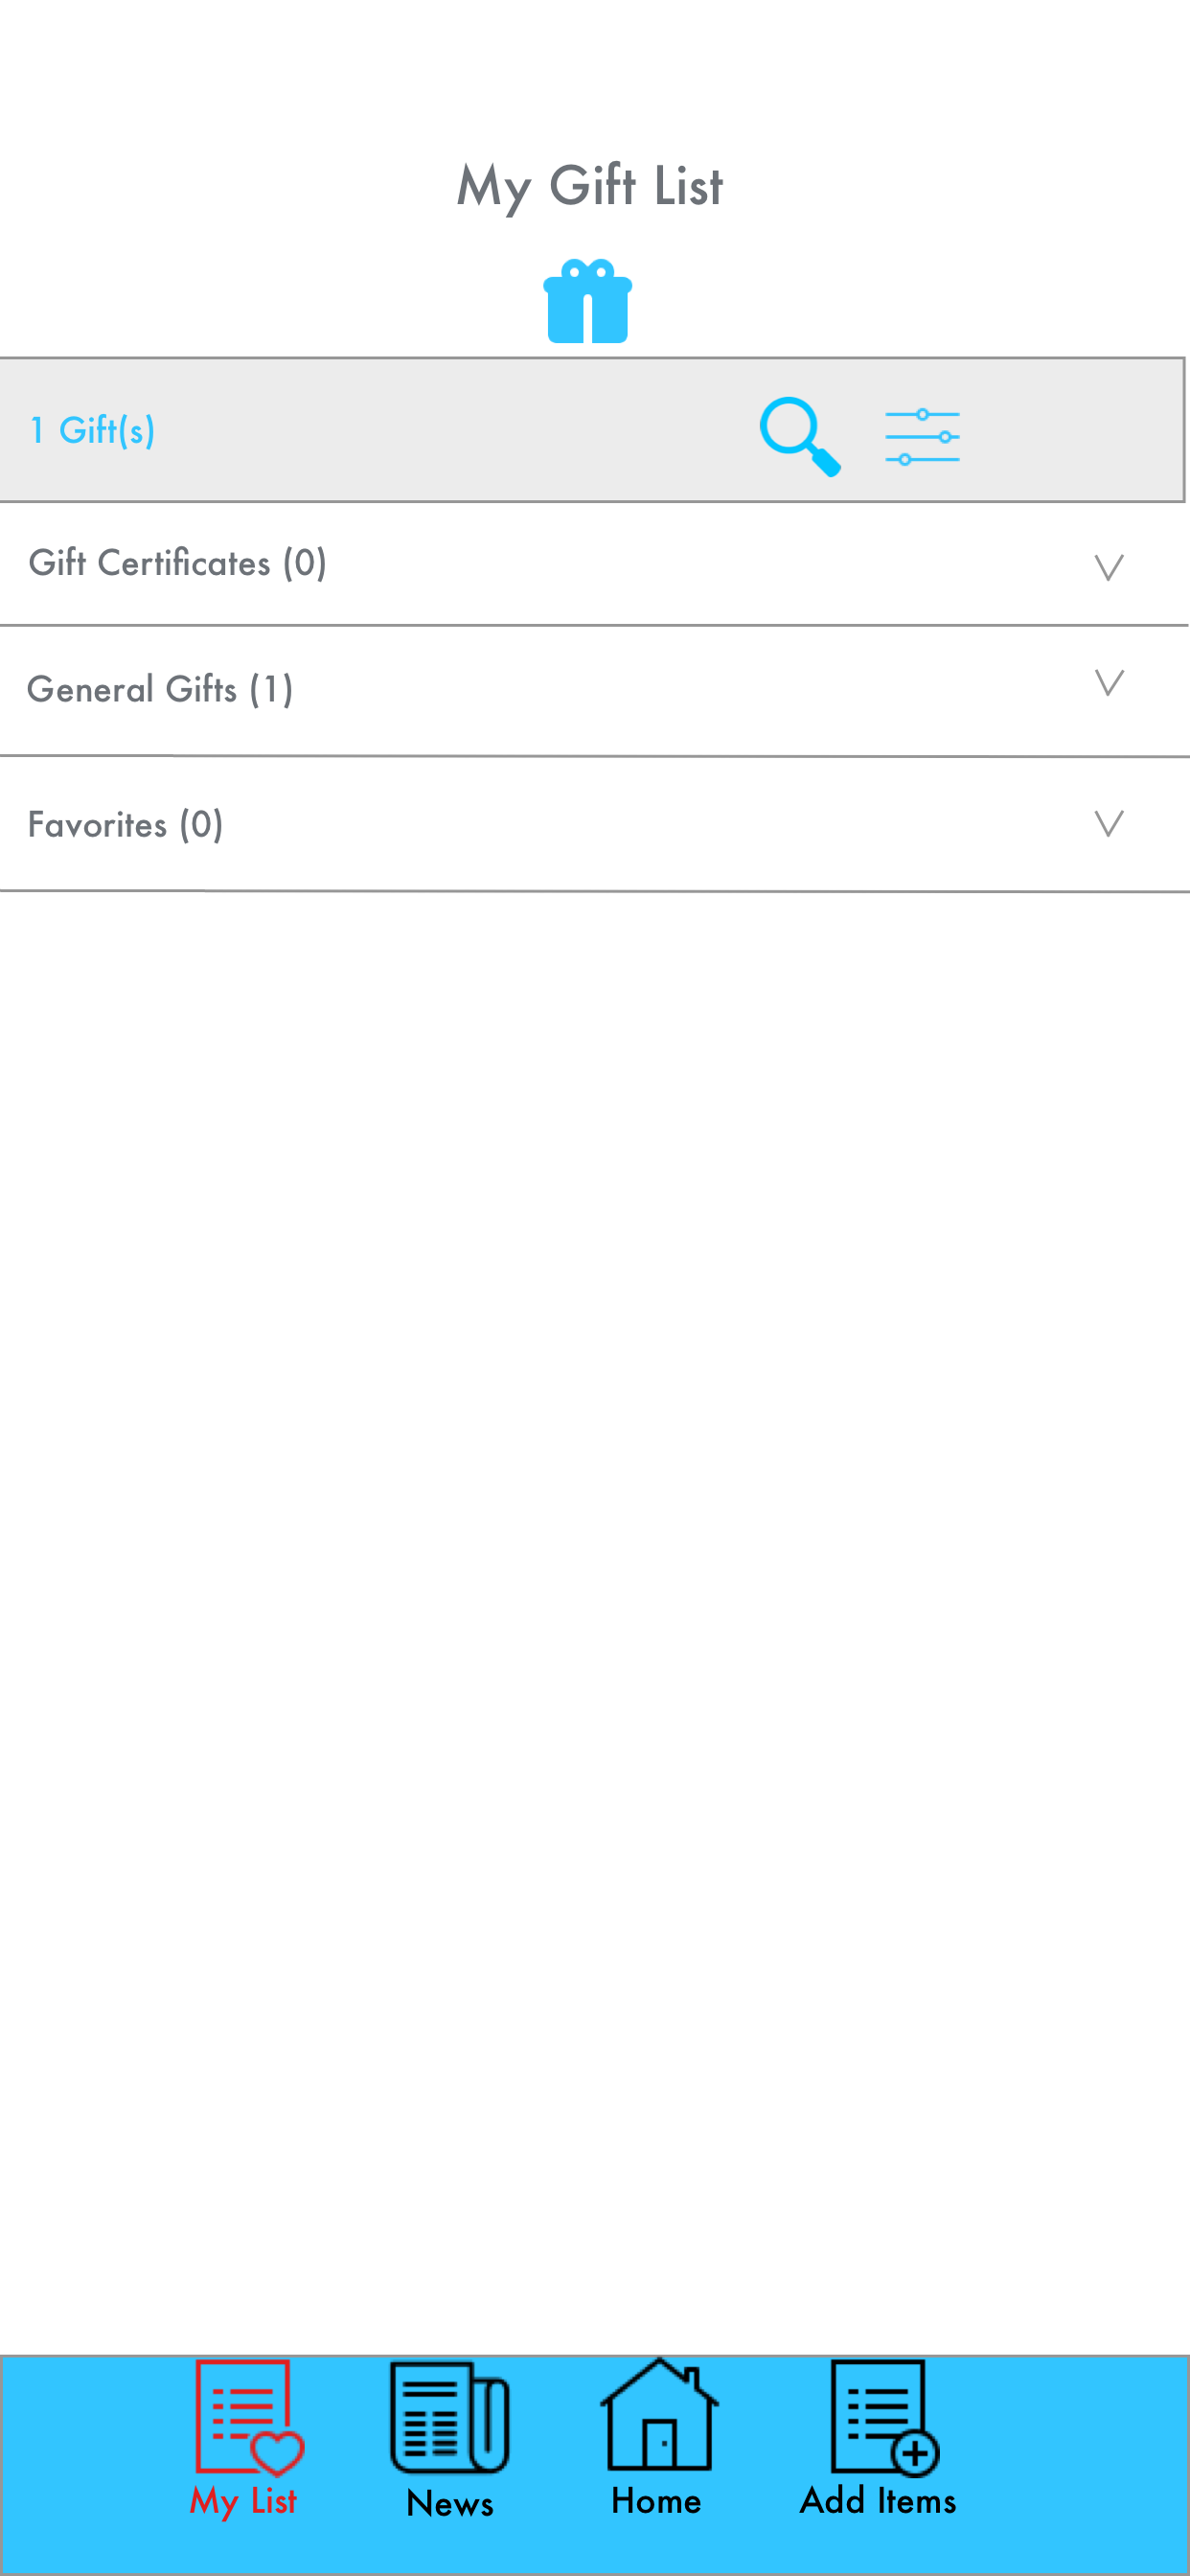 My Gift List
1 Gift(s)
Gift Certificates (0)
General Gifts (1)
Favorites (0)
My List
News
Home
Add Items